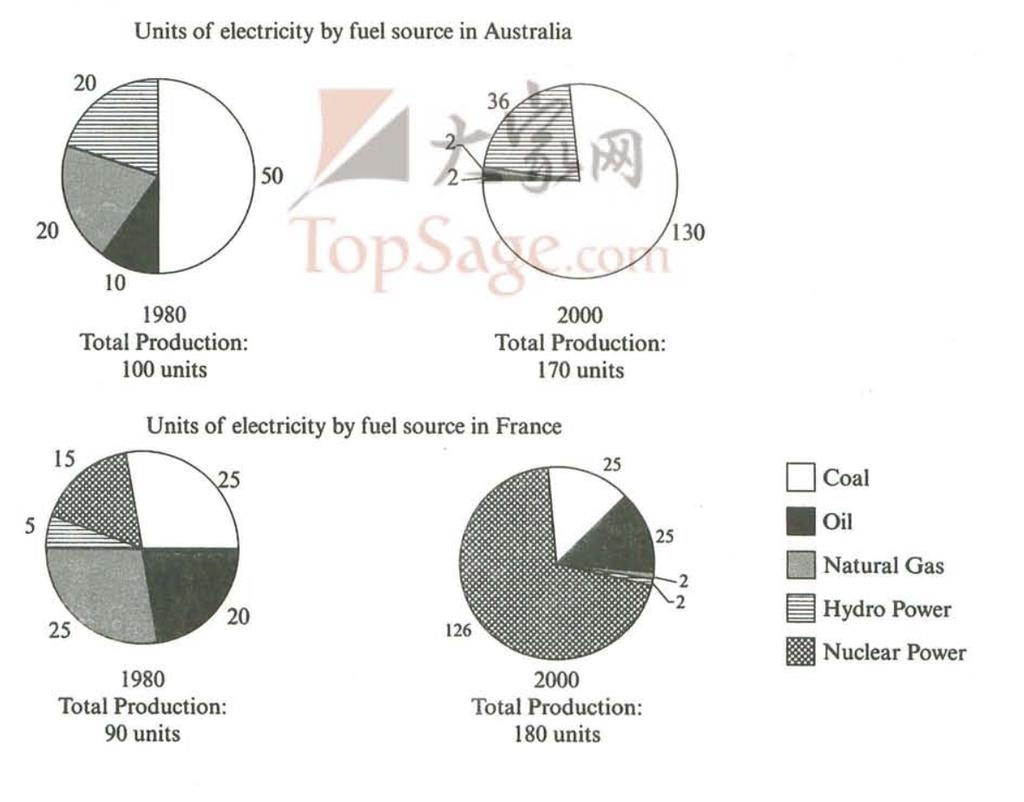 Units of electricity by fuel source in Australia
20
50
20
10
1980
Total Production:
100 units
36
2
2
130
2000
Total Production:
170 units
大家网
TopSage.com
Units of electricity by fuel source in France
15
25
5
25
20
1980
Total Production:
90 units
25
25
2
2
126
2000
Total Production:
180 units
Coal
Oil
Natural Gas
Hydro Power
Nuclear Power